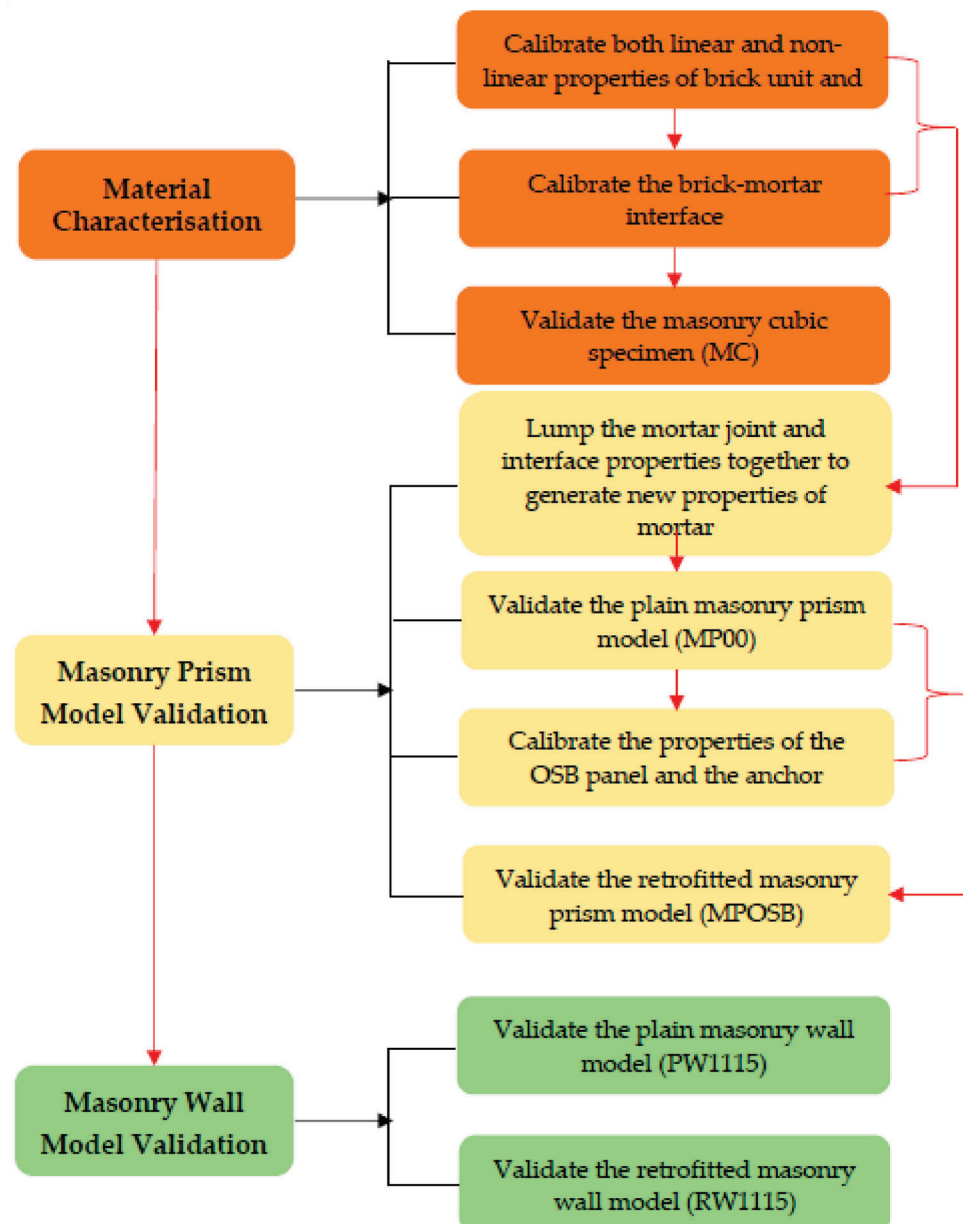 Calibrate both linear and non-
linear properties of brick unit and
Material
Characterisation
Calibrate the brick-mortar
interface
Validate the masonry cubic
specimen (MC)
Lump the mortar joint and
interface properties together to
generate new properties of
mortar
Masonry Prism
Model Validation
Validate the plain masonry prism
model (MP00)
Calibrate the properties of the
OSB panel and the anchor
Validate the retrofitted masonry
prism model (MPOSB)
Masonry Wall
Model Validation
Validate the plain masonry wall
model (PW1115)
Validate the retrofitted masonry
wall model (RW1115)